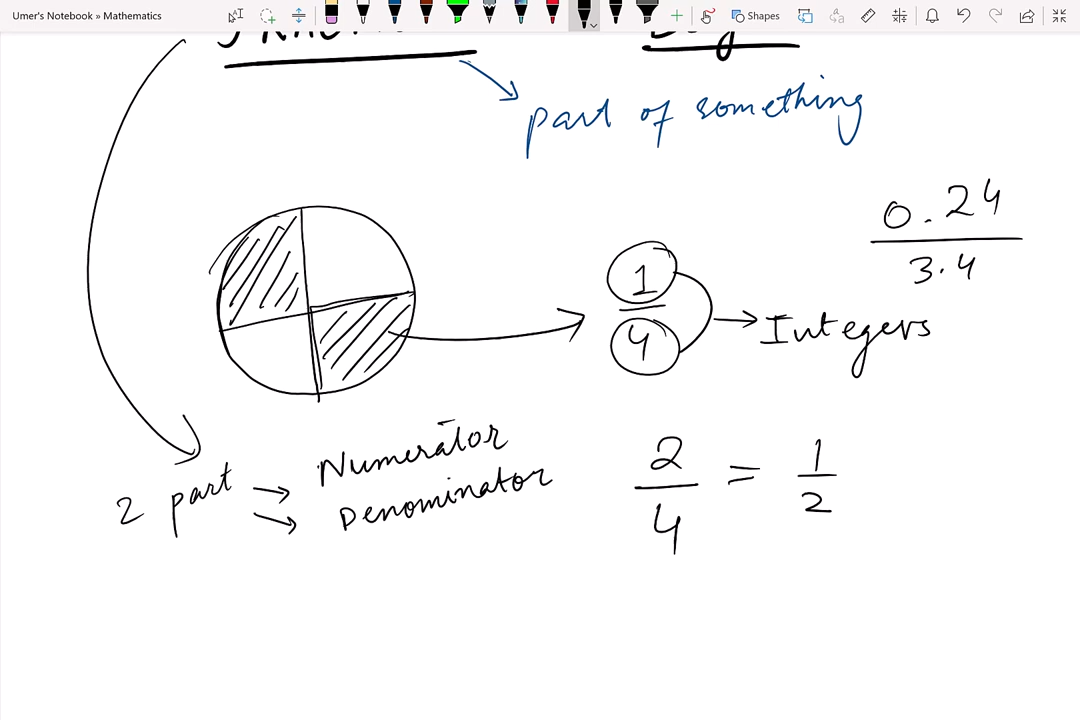 Umer's Notebook » Mathematics
Shapes
part of something
0.24
3.4
1
4
Integers
2 part
Numerator
Denominator
2
4
=
1
2